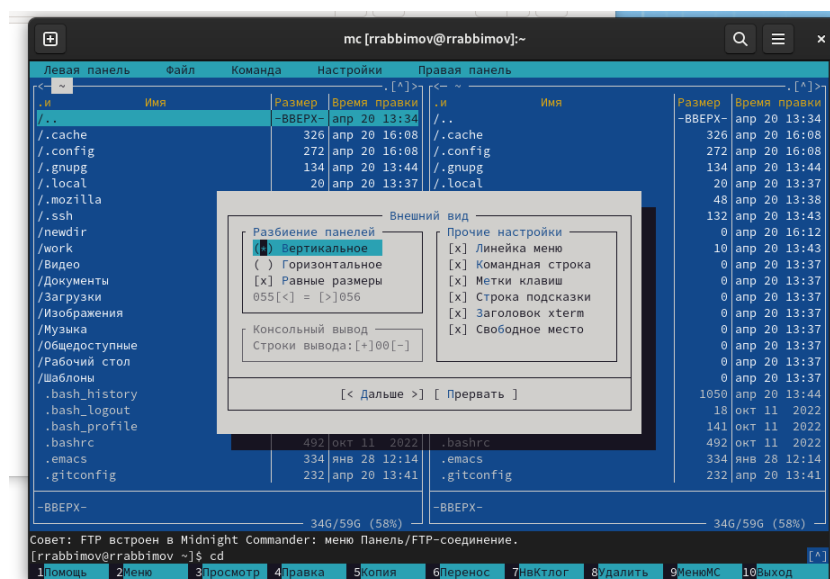 mc [rrabbimov@rrabbimov]:~
Левая панель Файл Команда Настройки Правая панель
<— ~ .[^]> <— ~ .[^]>
.и Имя Размер Время правки .и Имя Размер Время правки
/.. -ВВЕРХ- апр 20 13:34 /.. -ВВЕРХ- апр 20 13:34
/.cache 326 апр 20 16:08 /.cache 326 апр 20 16:08
/.config 272 апр 20 16:08 /.config 272 апр 20 16:08
/.gnupg 134 апр 20 13:44 /.gnupg 134 апр 20 13:44
/.local 20 апр 20 13:37 /.local 20 апр 20 13:37
/.mozilla 48 апр 20 13:38
/.ssh Внешний вид 132 апр 20 13:43
/newdir Разбиение панелей Прочие настройки 0 апр 20 16:12
/work (*) Вертикальное [x] Линейка меню 10 апр 20 13:43
/Видео ( ) Горизонтальное [x] Командная строка 0 апр 20 13:37
/Документы [x] Равные размеры [x] Метки клавиш 0 апр 20 13:37
/Загрузки 055[<] = [>]056 [x] Строка подсказки 0 апр 20 13:37
/Изображения [x] Заголовок xterm 0 апр 20 13:37
/Музыка Консольный вывод [x] Свободное место 0 апр 20 13:37
/Общедоступные Строки вывода:[+]00[-] 0 апр 20 13:37
/Рабочий стол 0 апр 20 13:37
/Шаблоны 0 апр 20 13:37
.bash_history [< Дальше >] [ Прервать ] 1050 апр 20 13:44
.bash_logout 18 окт 11 2022
.bash_profile 141 окт 11 2022
.bashrc 492 окт 11 2022 .bashrc 492 окт 11 2022
.emacs 334 янв 28 12:14 .emacs 334 янв 28 12:14
.gitconfig 232 апр 20 13:41 .gitconfig 232 апр 20 13:41
-ВВЕРХ- -ВВЕРХ-
34G/59G (58%) 34G/59G (58%)
Совет: FTP встроен в Midnight Commander: меню Панель/FTP-соединение.
[rrabbimov@rrabbimov ~]$ cd [^]
1Помощь 2Меню 3Просмотр 4Правка 5Копия 6Перенос 7НвКтлог 8Удалить 9МенюМС 10Выход